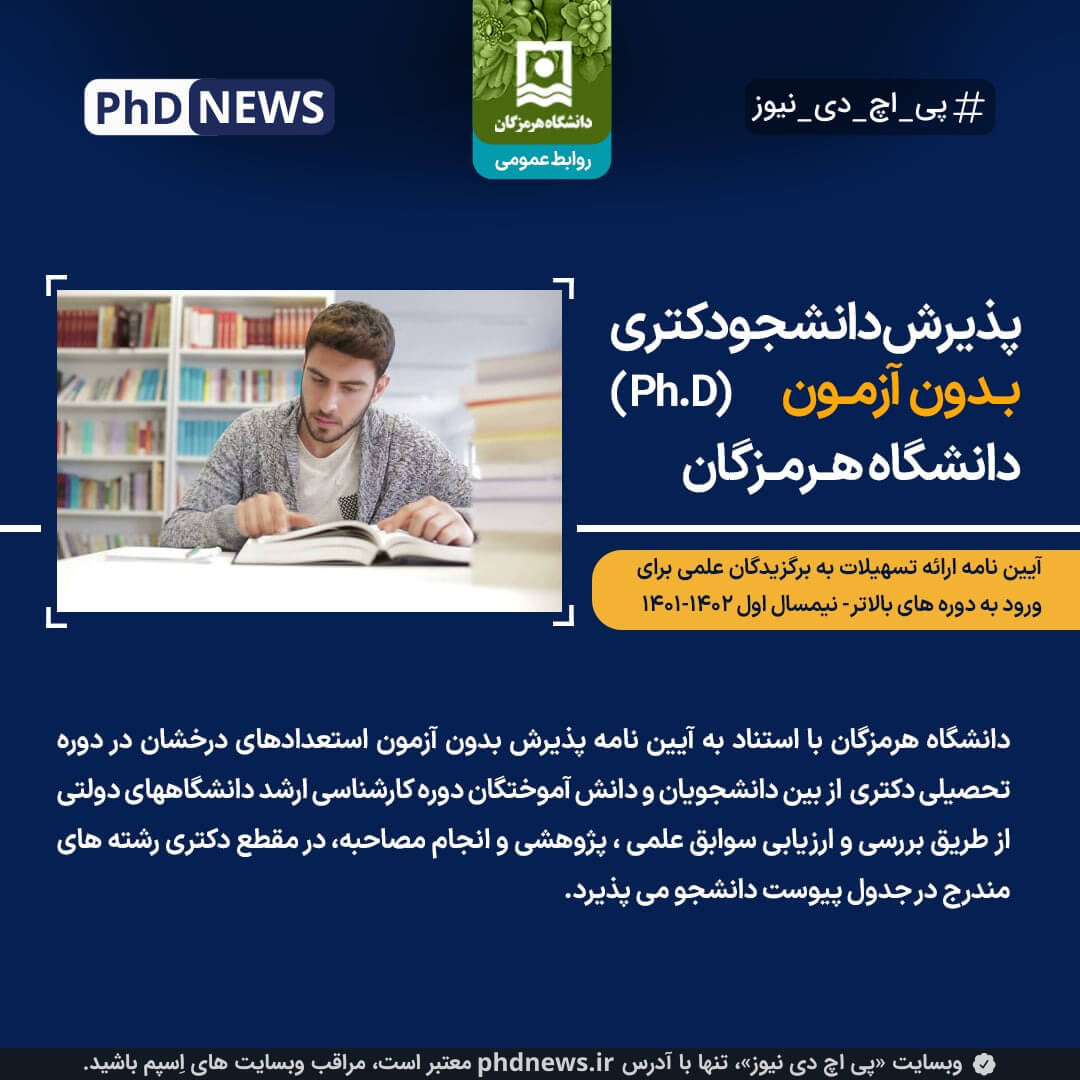 #پی_اچ_دی_نیوز
دانشگاه هرمزگان
روابط عمومی
PhD NEWS
پذیرش دانشجو دکتری
بدون آزمون (Ph.D)
دانشگاه هرمزگان
آیین نامه ارائه تسهیلات به برگزیدگان علمی برای
ورود به دوره های بالاتر- نیمسال اول ۱۴۰۲-۱۴۰۱
دانشگاه هرمزگان با استناد به آیین نامه پذیرش بدون آزمون استعدادهای درخشان در دوره
تحصیلی دکتری از بین دانشجویان و دانش آموختگان دوره کارشناسی ارشد دانشگاههای دولتی
از طریق بررسی و ارزیابی سوابق علمی ، پژوهشی و انجام مصاحبه، در مقطع دکتری رشته های
مندرج در جدول پیوست دانشجو می پذیرد.
وبسایت «پی اچ دی نیوز»، تنها با آدرس phdnews.ir معتبر است، مراقب وبسایت های اِسپم باشید.